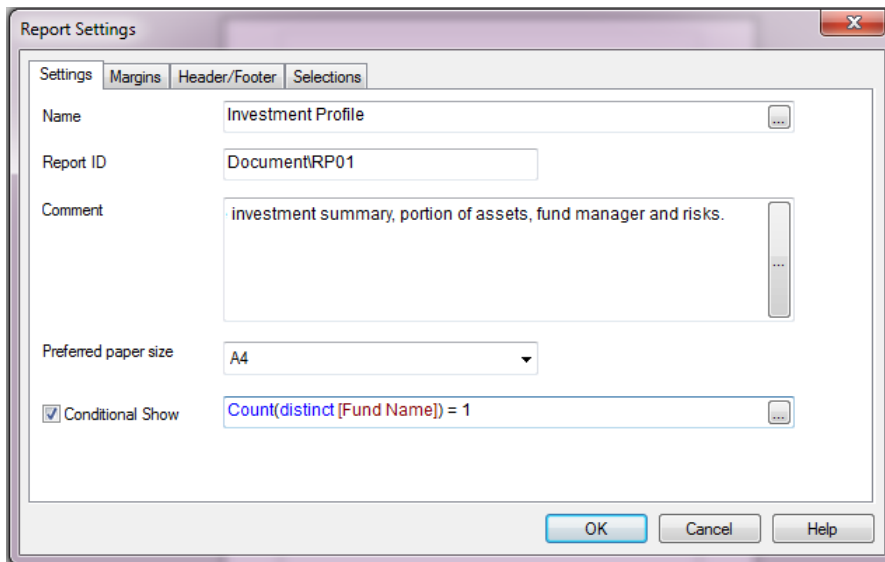 Report Settings
Settings Margins Header/Footer Selections
Name Investment Profile ...
Report ID Document\RP01
Comment investment summary, portion of assets, fund manager and risks.
...
Preferred paper size A4
Conditional Show Count(distinct [Fund Name]) = 1 ...
OK Cancel Help